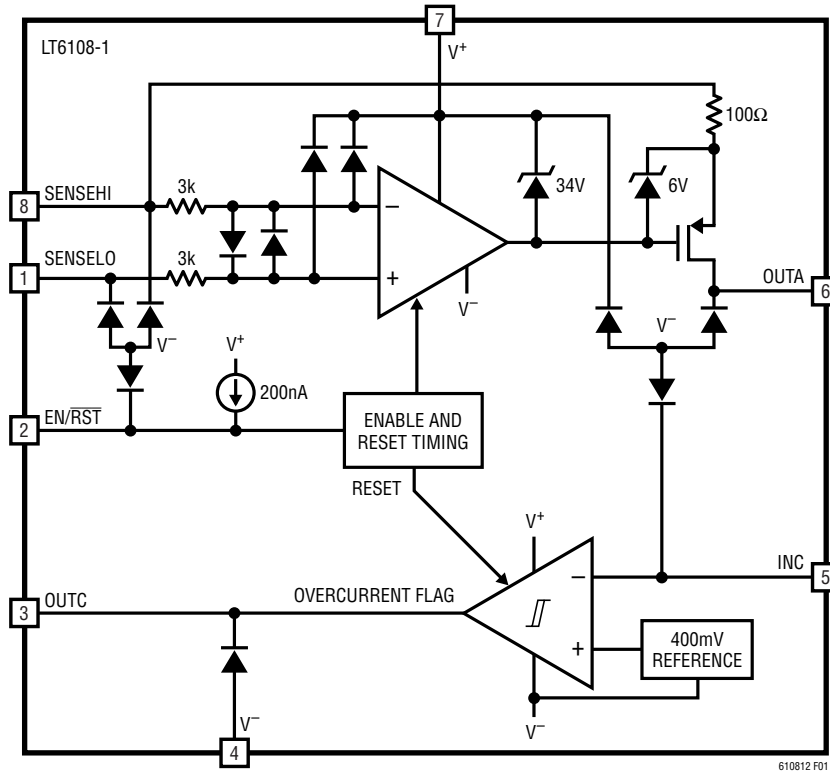 7
LT6108-1
V+
100Ω
34V
6V
3k
8
SENSEHI
−
SENSELO
3k
1
+
V−
OUTA
6
V−
V−
V+
200nA
2
EN/RST
ENABLE AND
RESET TIMING
RESET
V+
INC
5
−
OUTC
3
OVERCURRENT FLAG
+
400mV
REFERENCE
V−
V−
4
610812 F01